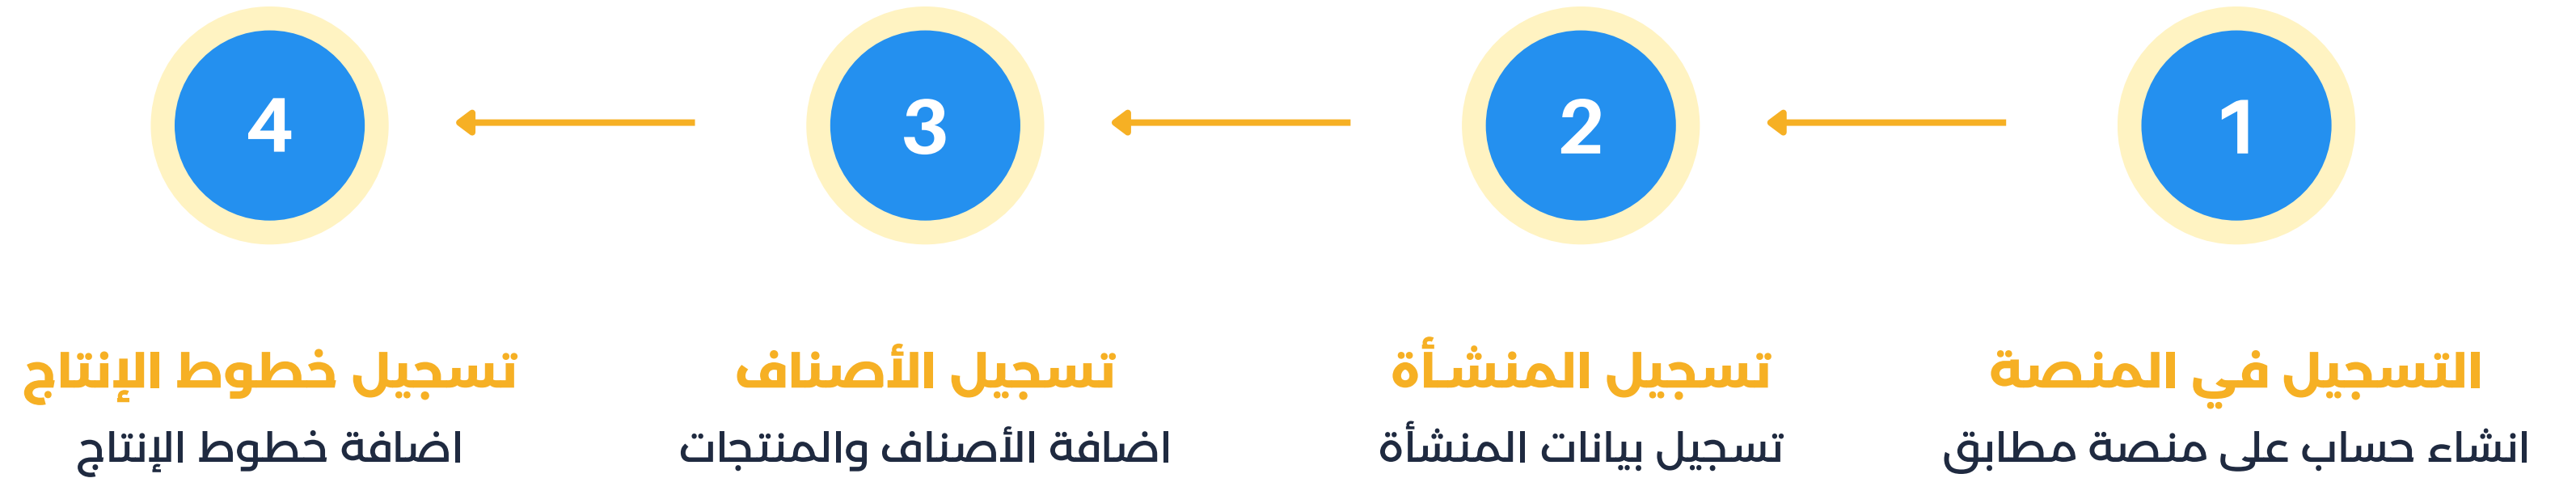 1
التسجيل في المنصة
انشاء حساب على منصة مطابق
2
تسجيل المنشأة
تسجيل بيانات المنشأة
3
تسجيل الأصناف
اضافة الأصناف والمنتجات
4
تسجيل خطوط الإنتاج
اضافة خطوط الإنتاج